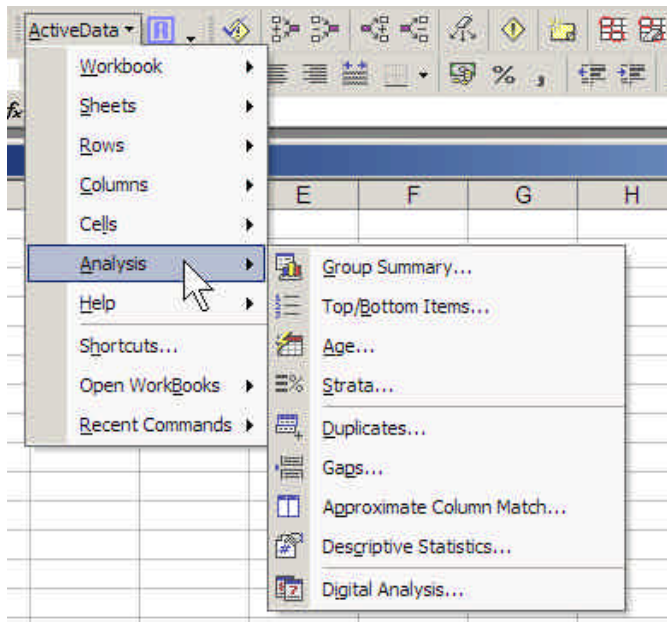 ActiveData
Workbook
Sheets
Rows
Columns
Cells
Analysis
Help
Shortcuts...
Open WorkBooks
Recent Commands
fx
% ,
E F G H
Group Summary...
Top/Bottom Items...
Age...
Strata...
Duplicates...
Gaps...
Approximate Column Match...
Descriptive Statistics...
Digital Analysis...